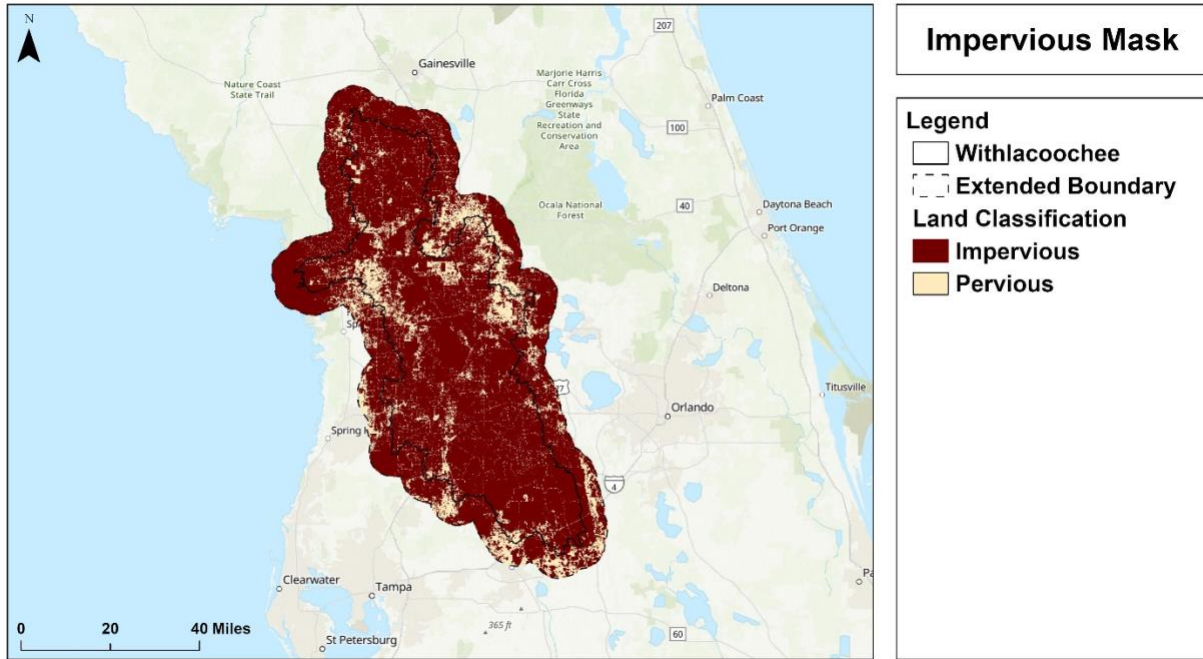 N
207
Impervious Mask
Gainesville
Marjorie Harris
Carr Cross
Florida
Greenways
State
Recreation and
Conservation
Area
Nature Coast
State Trail
Palm Coast
100
Legend
Withlacoochee
Extended Boundary
Land Classification
Impervious
Pervious
Ocala National
Forest
40
Daytona Beach
Port Orange
Deltona
Titusville
Orlando
Spring
4
Clearwater
Tampa
365 ft
St Petersburg
60
0 20 40 Miles